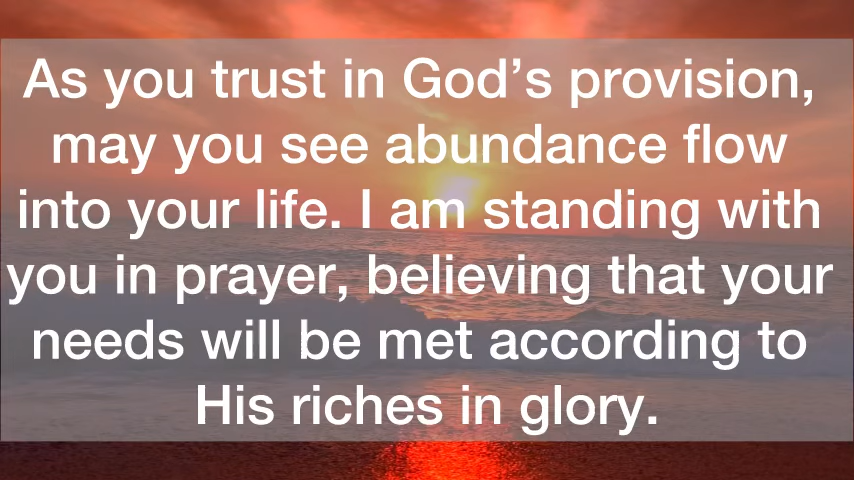 As you trust in God’s provision,
may you see abundance flow
into your life. I am standing with
you in prayer, believing that your
needs will be met according to
His riches in glory.